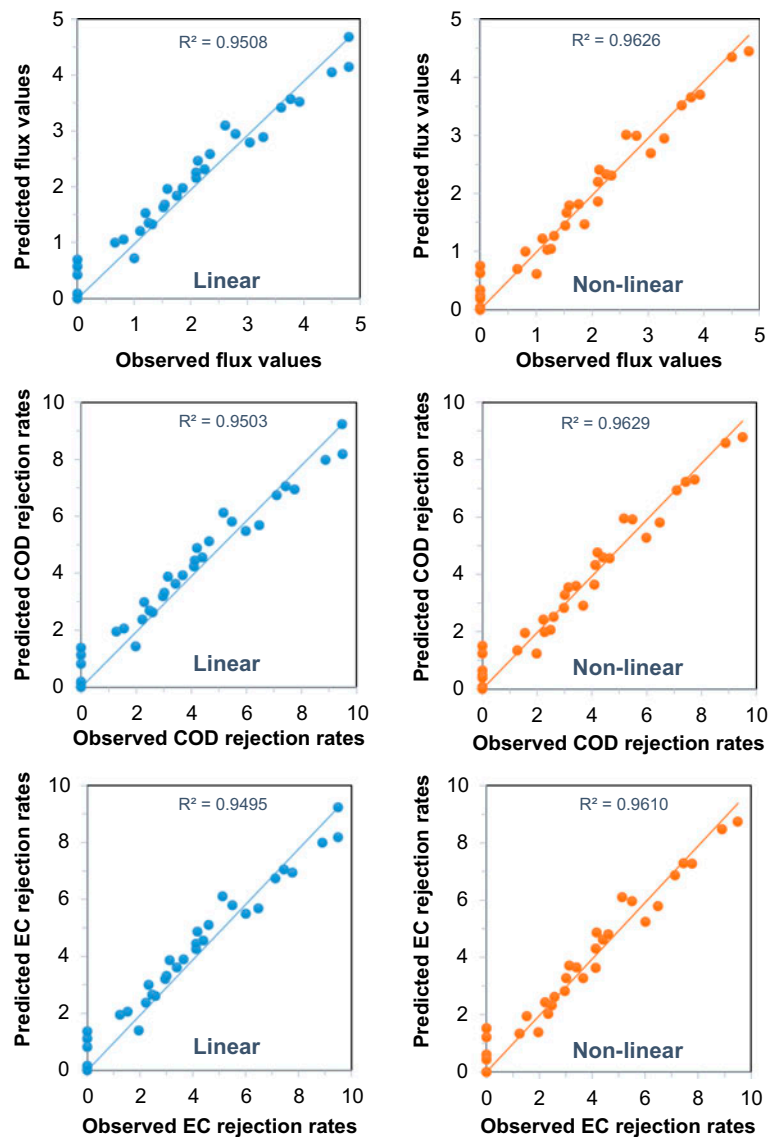 Predicted flux values
5
4
3
2
1
0
R² = 0.9508
Linear
0 1 2 3 4 5
Observed flux values
Predicted flux values
5
4
3
2
1
0
R² = 0.9626
Non-linear
0 1 2 3 4 5
Observed flux values
Predicted COD rejection rates
10
8
6
4
2
0
R² = 0.9503
Linear
0 2 4 6 8 10
Observed COD rejection rates
Predicted COD rejection rates
10
8
6
4
2
0
R² = 0.9629
Non-linear
0 2 4 6 8 10
Observed COD rejection rates
Predicted EC rejection rates
10
8
6
4
2
0
R² = 0.9495
Linear
0 2 4 6 8 10
Observed EC rejection rates
Predicted EC rejection rates
10
8
6
4
2
0
R² = 0.9610
Non-linear
0 2 4 6 8 10
Observed EC rejection rates